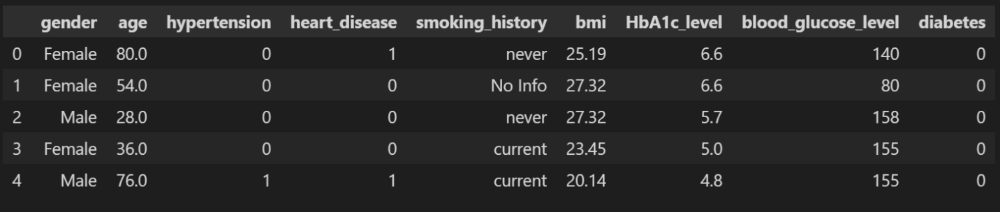 gender age hypertension heart_disease smoking_history bmi HbA1c_level blood_glucose_level diabetes
0 Female 80.0 0 1 never 25.19 6.6 140 0
1 Female 54.0 0 0 No Info 27.32 6.6 80 0
2 Male 28.0 0 0 never 27.32 5.7 158 0
3 Female 36.0 0 0 current 23.45 5.0 155 0
4 Male 76.0 1 1 current 20.14 4.8 155 0